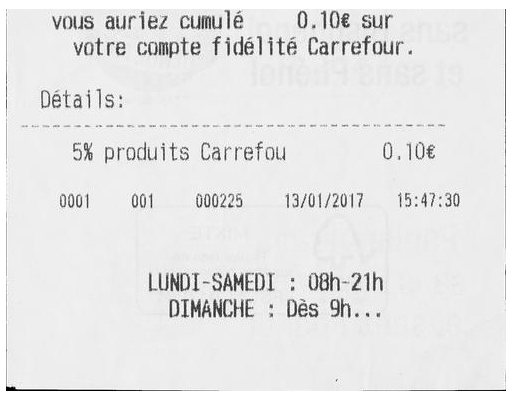 vous auriez cumulé 0.10€ sur
votre compte fidélité Carrefour.
Détails:
5% produits Carrefou 0.10€
0001 001 000225 13/01/2017 15:47:30
LUNDI-SAMEDI : 08h-21h
DIMANCHE : Dès 9h...